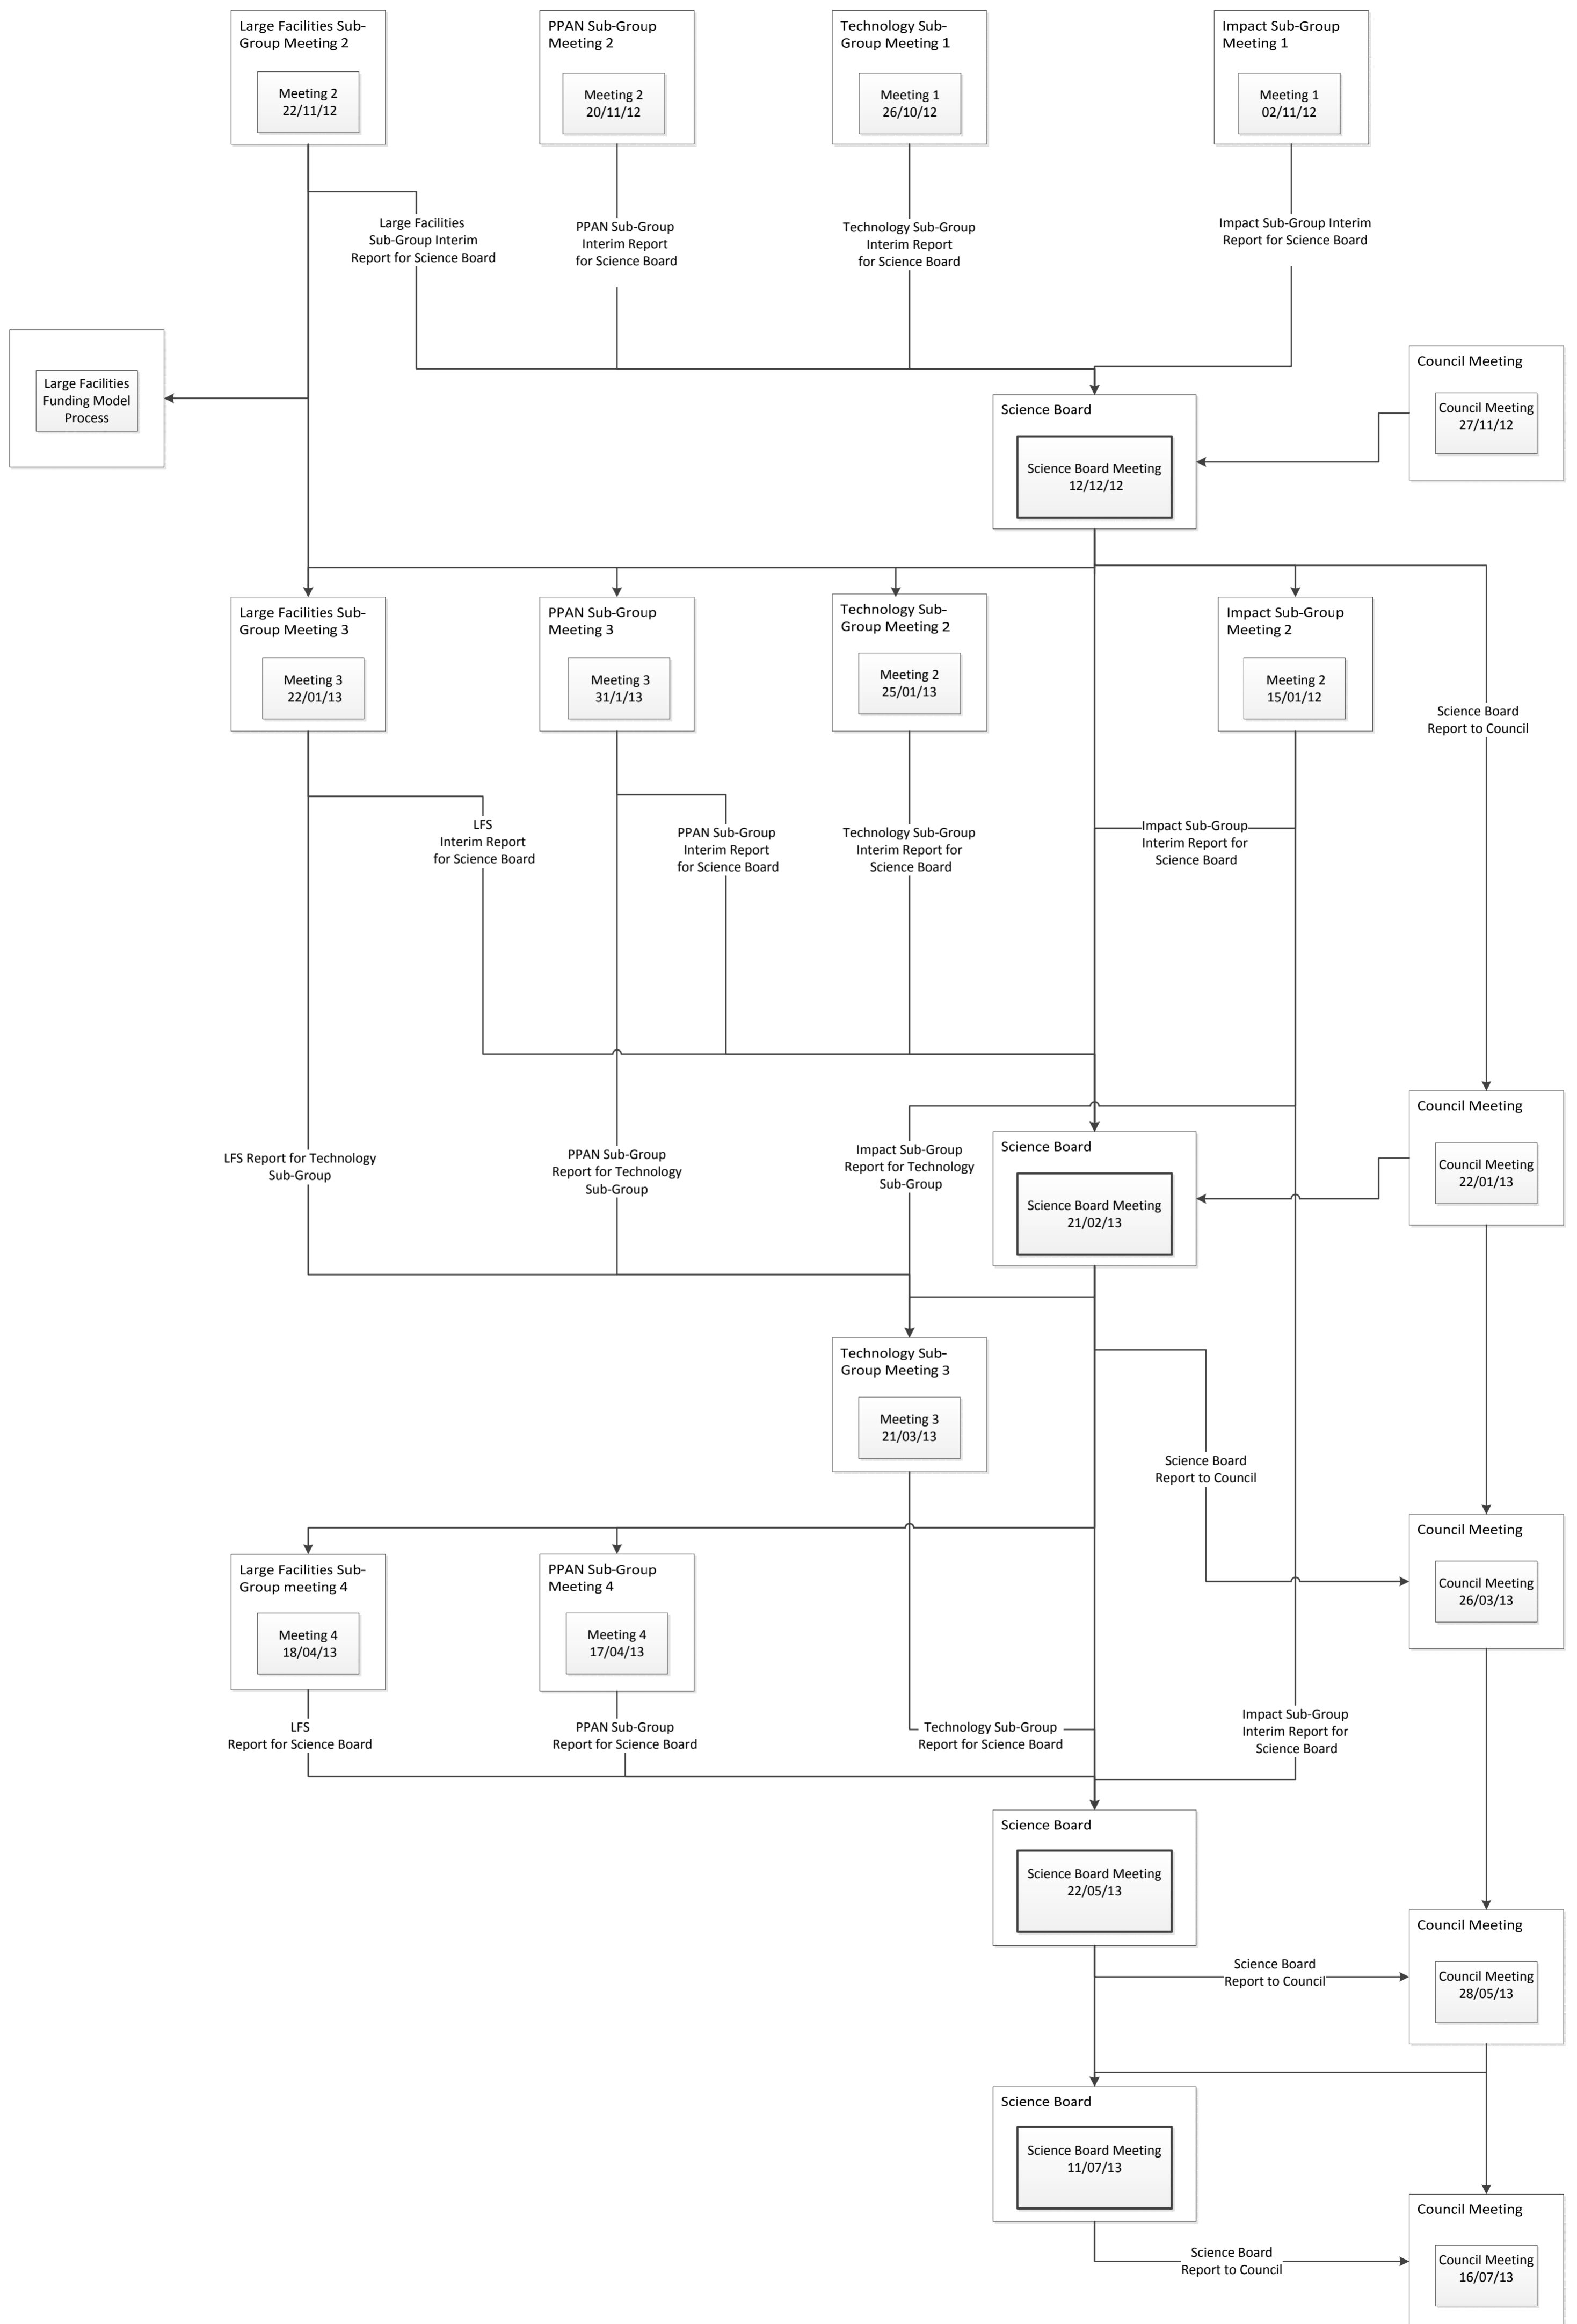 Large Facilities Sub-
Group Meeting 2
Meeting 2
22/11/12
PPAN Sub-Group
Meeting 2
Meeting 2
20/11/12
Technology Sub-
Group Meeting 1
Meeting 1
26/10/12
Impact Sub-Group
Meeting 1
Meeting 1
02/11/12
Large Facilities
Sub-Group Interim
Report for Science Board
PPAN Sub-Group
Interim Report
for Science Board
Technology Sub-Group
Interim Report
for Science Board
Impact Sub-Group Interim
Report for Science Board
Large Facilities
Funding Model
Process
Science Board
Science Board Meeting
12/12/12
Council Meeting
Council Meeting
27/11/12
Large Facilities Sub-
Group Meeting 3
Meeting 3
22/01/13
PPAN Sub-Group
Meeting 3
Meeting 3
31/1/13
Technology Sub-
Group Meeting 2
Meeting 2
25/01/13
Impact Sub-Group
Meeting 2
Meeting 2
15/01/12
Science Board
Report to Council
LFS
Interim Report
for Science Board
PPAN Sub-Group
Interim Report
for Science Board
Technology Sub-Group
Interim Report for
Science Board
Impact Sub-Group
Interim Report for
Science Board
LFS Report for Technology
Sub-Group
PPAN Sub-Group
Report for Technology
Sub-Group
Impact Sub-Group
Report for Technology
Sub-Group
Science Board
Science Board Meeting
21/02/13
Council Meeting
Council Meeting
22/01/13
Technology Sub-
Group Meeting 3
Meeting 3
21/03/13
Science Board
Report to Council
Council Meeting
Council Meeting
26/03/13
Large Facilities Sub-
Group meeting 4
Meeting 4
18/04/13
PPAN Sub-Group
Meeting 4
Meeting 4
17/04/13
LFS
Report for Science Board
PPAN Sub-Group
Report for Science Board
Technology Sub-Group
Report for Science Board
Impact Sub-Group
Interim Report for
Science Board
Science Board
Science Board Meeting
22/05/13
Science Board
Report to Council
Council Meeting
Council Meeting
28/05/13
Science Board
Science Board Meeting
11/07/13
Science Board
Report to Council
Council Meeting
Council Meeting
16/07/13